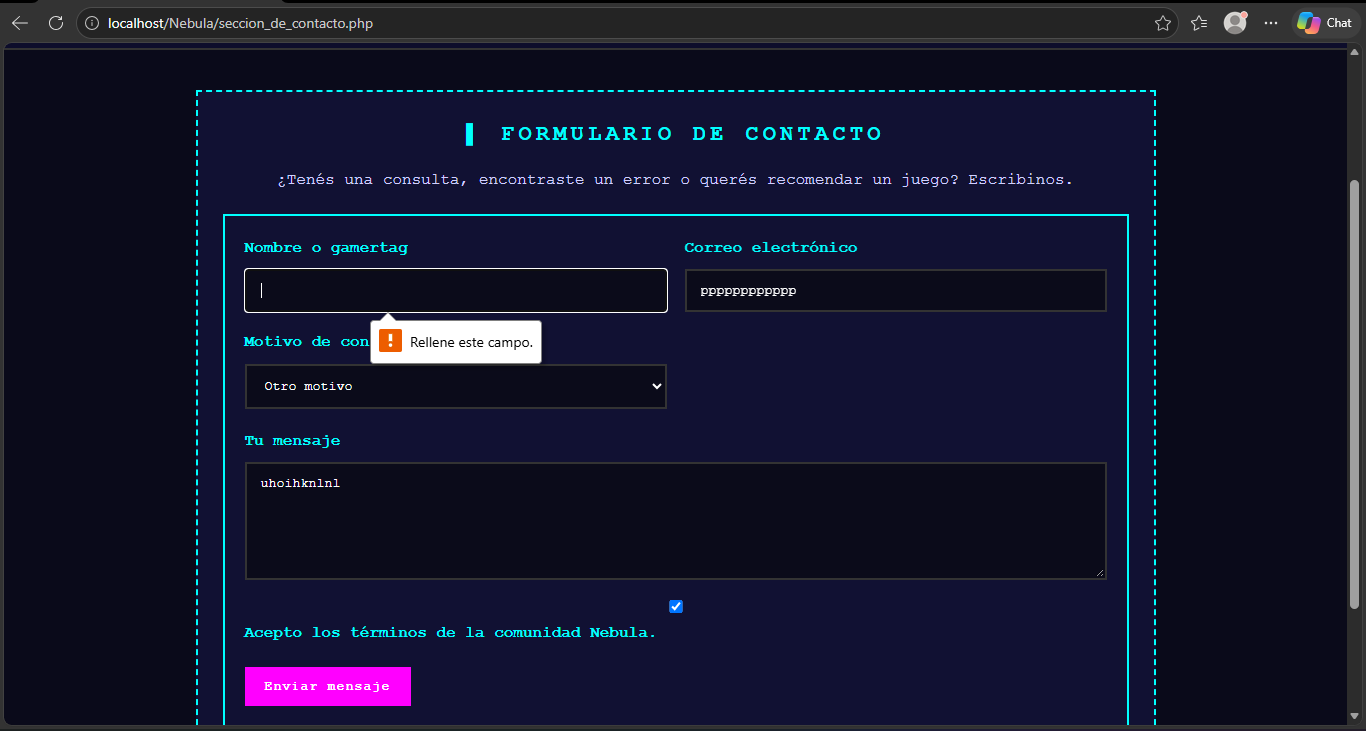 localhost/Nebula/seccion_de_contacto.php
Chat
FORMULARIO DE CONTACTO
¿Tenés una consulta, encontraste un error o querés recomendar un juego? Escribinos.
Nombre o gamertag
Correo electrónico
pppppppppppp
Rellene este campo.
Motivo de con
Otro motivo
Tu mensaje
uhoihknlnl
Acepto los términos de la comunidad Nebula.
Enviar mensaje